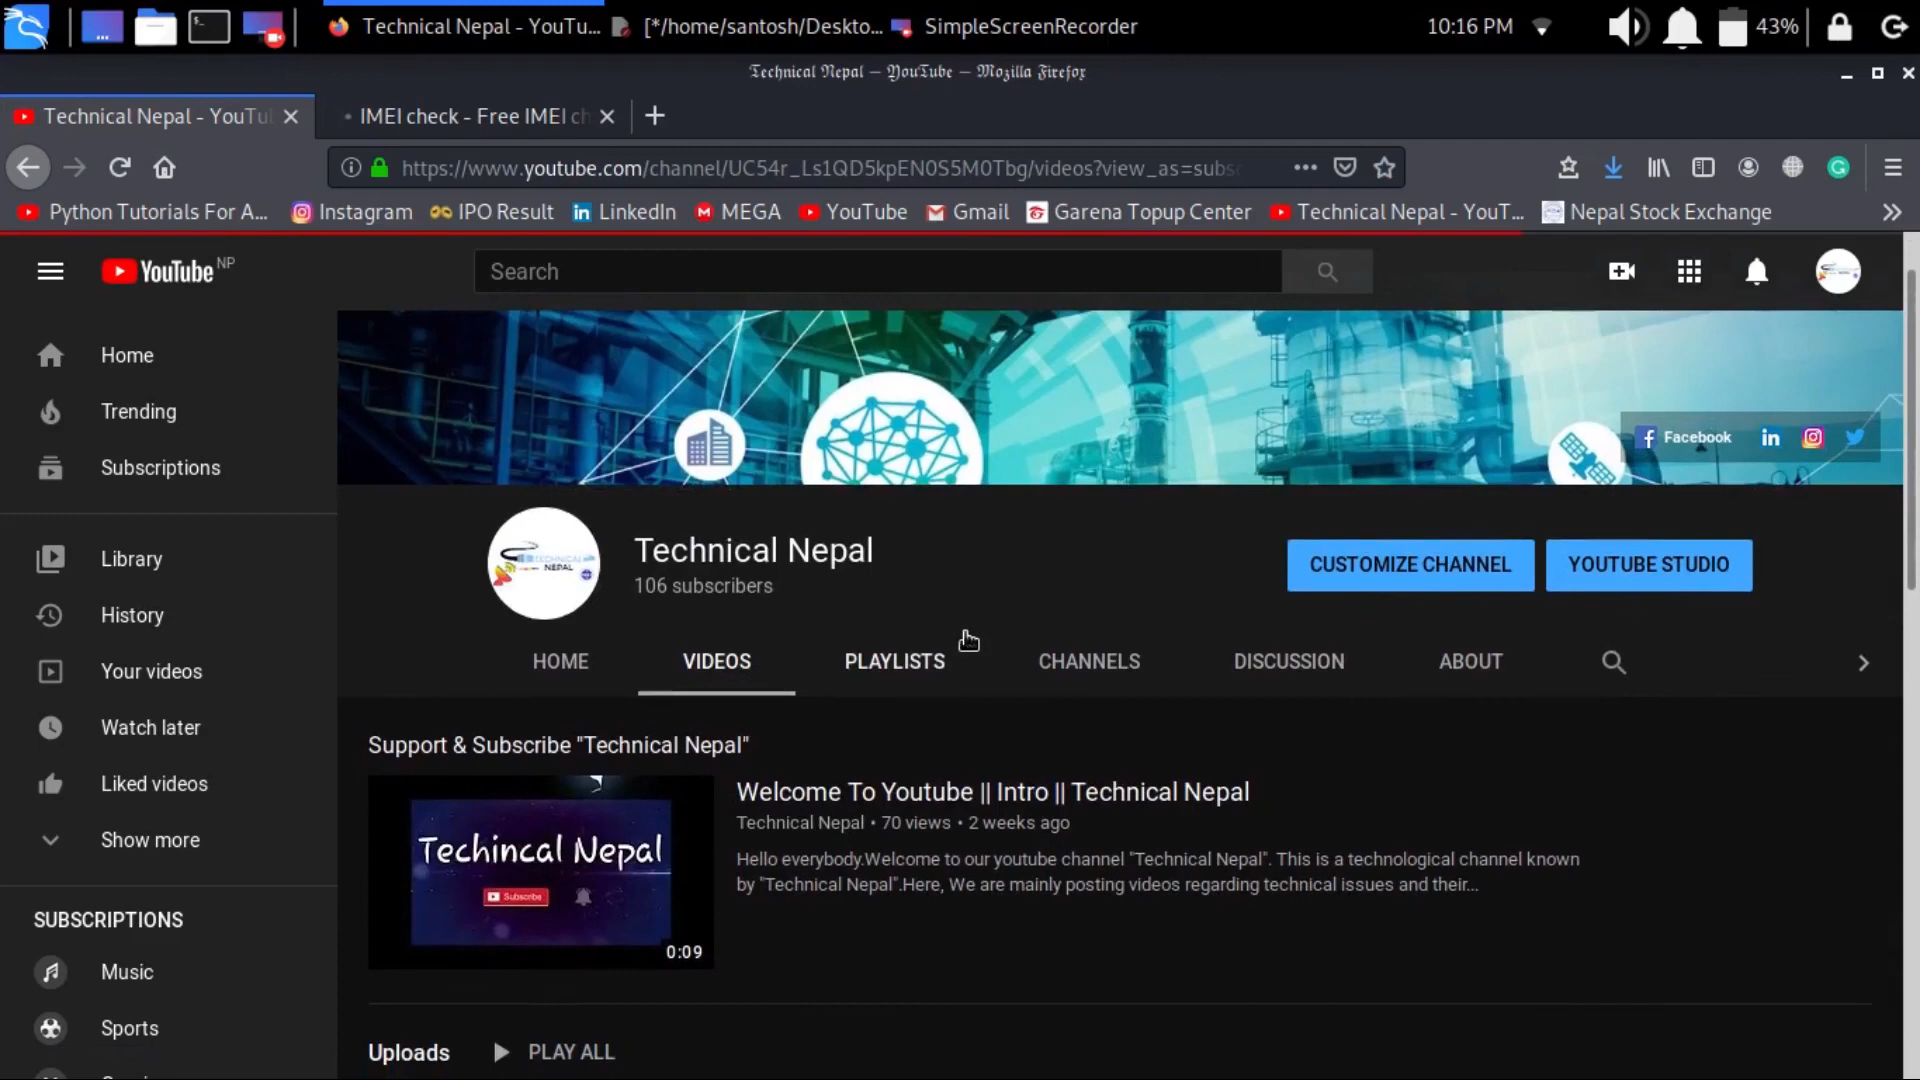 Technical Nepal - YouTu...
[*/home/santosh/Deskto...
SimpleScreenRecorder
10:16 PM
43%
Technical Nepal – YouTube – Mozilla Firefox
Technical Nepal - YouTu
IMEI check - Free IMEI ch
https://www.youtube.com/channel/UC54r_Ls1QD5kpEN0S5M0Tbg/videos?view_as=subs
Python Tutorials For A...
Instagram
IPO Result
LinkedIn
MEGA
YouTube
Gmail
Garena Topup Center
Technical Nepal - YouT...
Nepal Stock Exchange
YouTube NP
Search
Home
Trending
Subscriptions
Library
History
Your videos
Watch later
Liked videos
Show more
SUBSCRIPTIONS
Music
Sports
Facebook
TECHNICAL
NEPAL
Technical Nepal
106 subscribers
CUSTOMIZE CHANNEL
YOUTUBE STUDIO
HOME
VIDEOS
PLAYLISTS
CHANNELS
DISCUSSION
ABOUT
Support & Subscribe "Technical Nepal"
Techincal Nepal
Subscribe
0:09
Welcome To Youtube || Intro || Technical Nepal
Technical Nepal • 70 views • 2 weeks ago
Hello everybody.Welcome to our youtube channel "Technical Nepal". This is a technological channel known
by "Technical Nepal".Here, We are mainly posting videos regarding technical issues and their...
Uploads
PLAY ALL